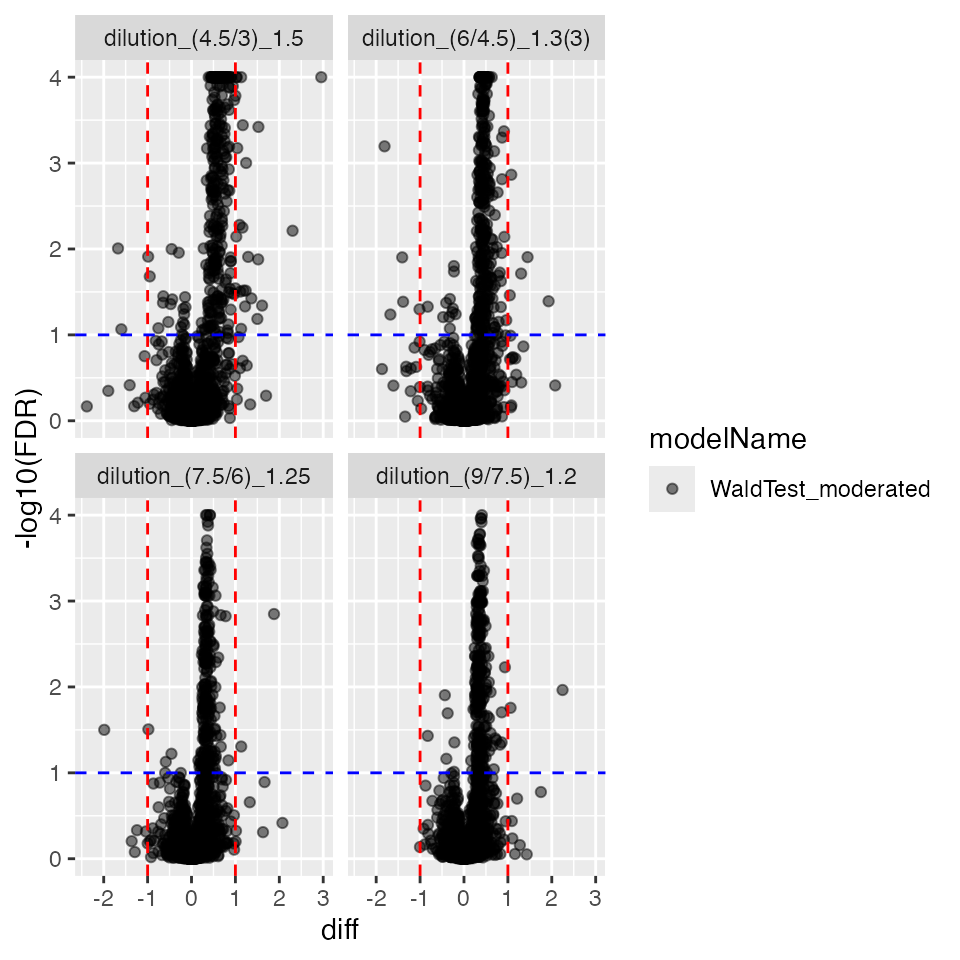 dilution_(4.5/3)_1.5 dilution_(6/4.5)_1.3(3)
4
3
2
1
0
dilution_(7.5/6)_1.25 dilution_(9/7.5)_1.2
4
3
2
1
0
-2 -1 0 1 2 3 -2 -1 0 1 2 3
diff
-log10(FDR)
modelName
WaldTest_moderated